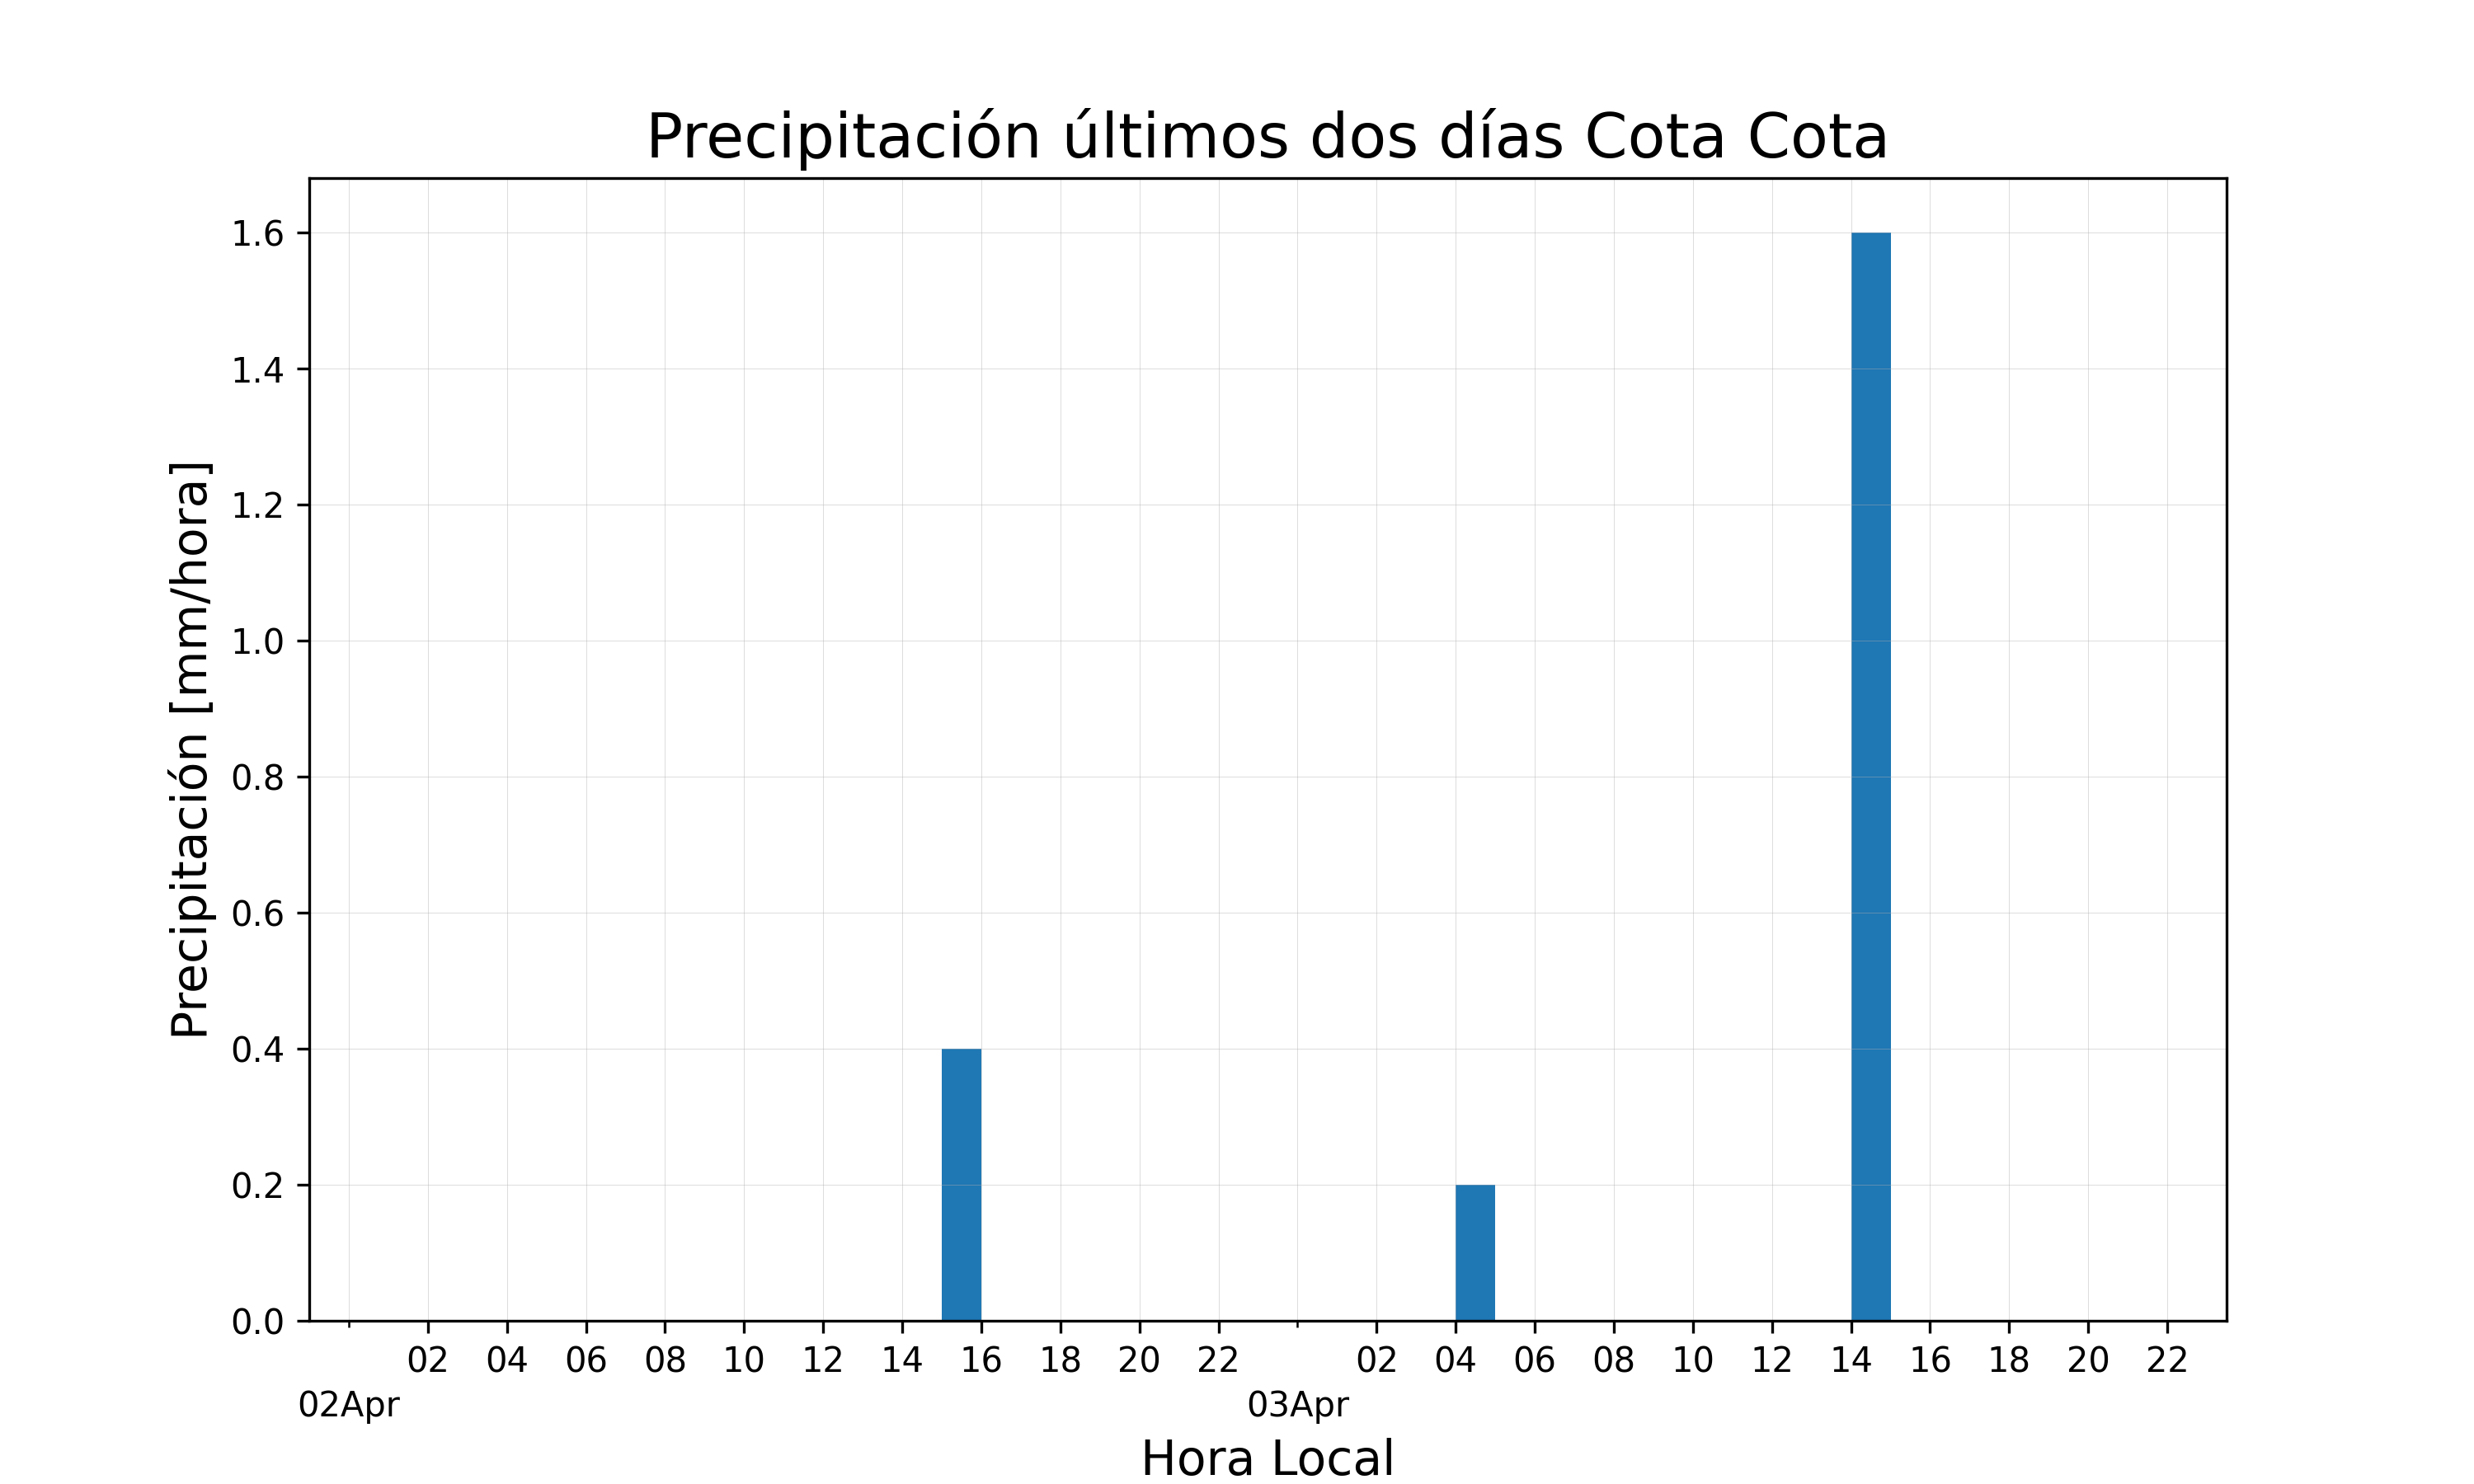 Precipitación últimos dos días Cota Cota
Precipitación [mm/hora]
1.6
1.4
1.2
1.0
0.8
0.6
0.4
0.2
0.0
02 04 06 08 10 12 14 16 18 20 22 02 04 06 08 10 12 14 16 18 20 22
02Apr 03Apr
Hora Local